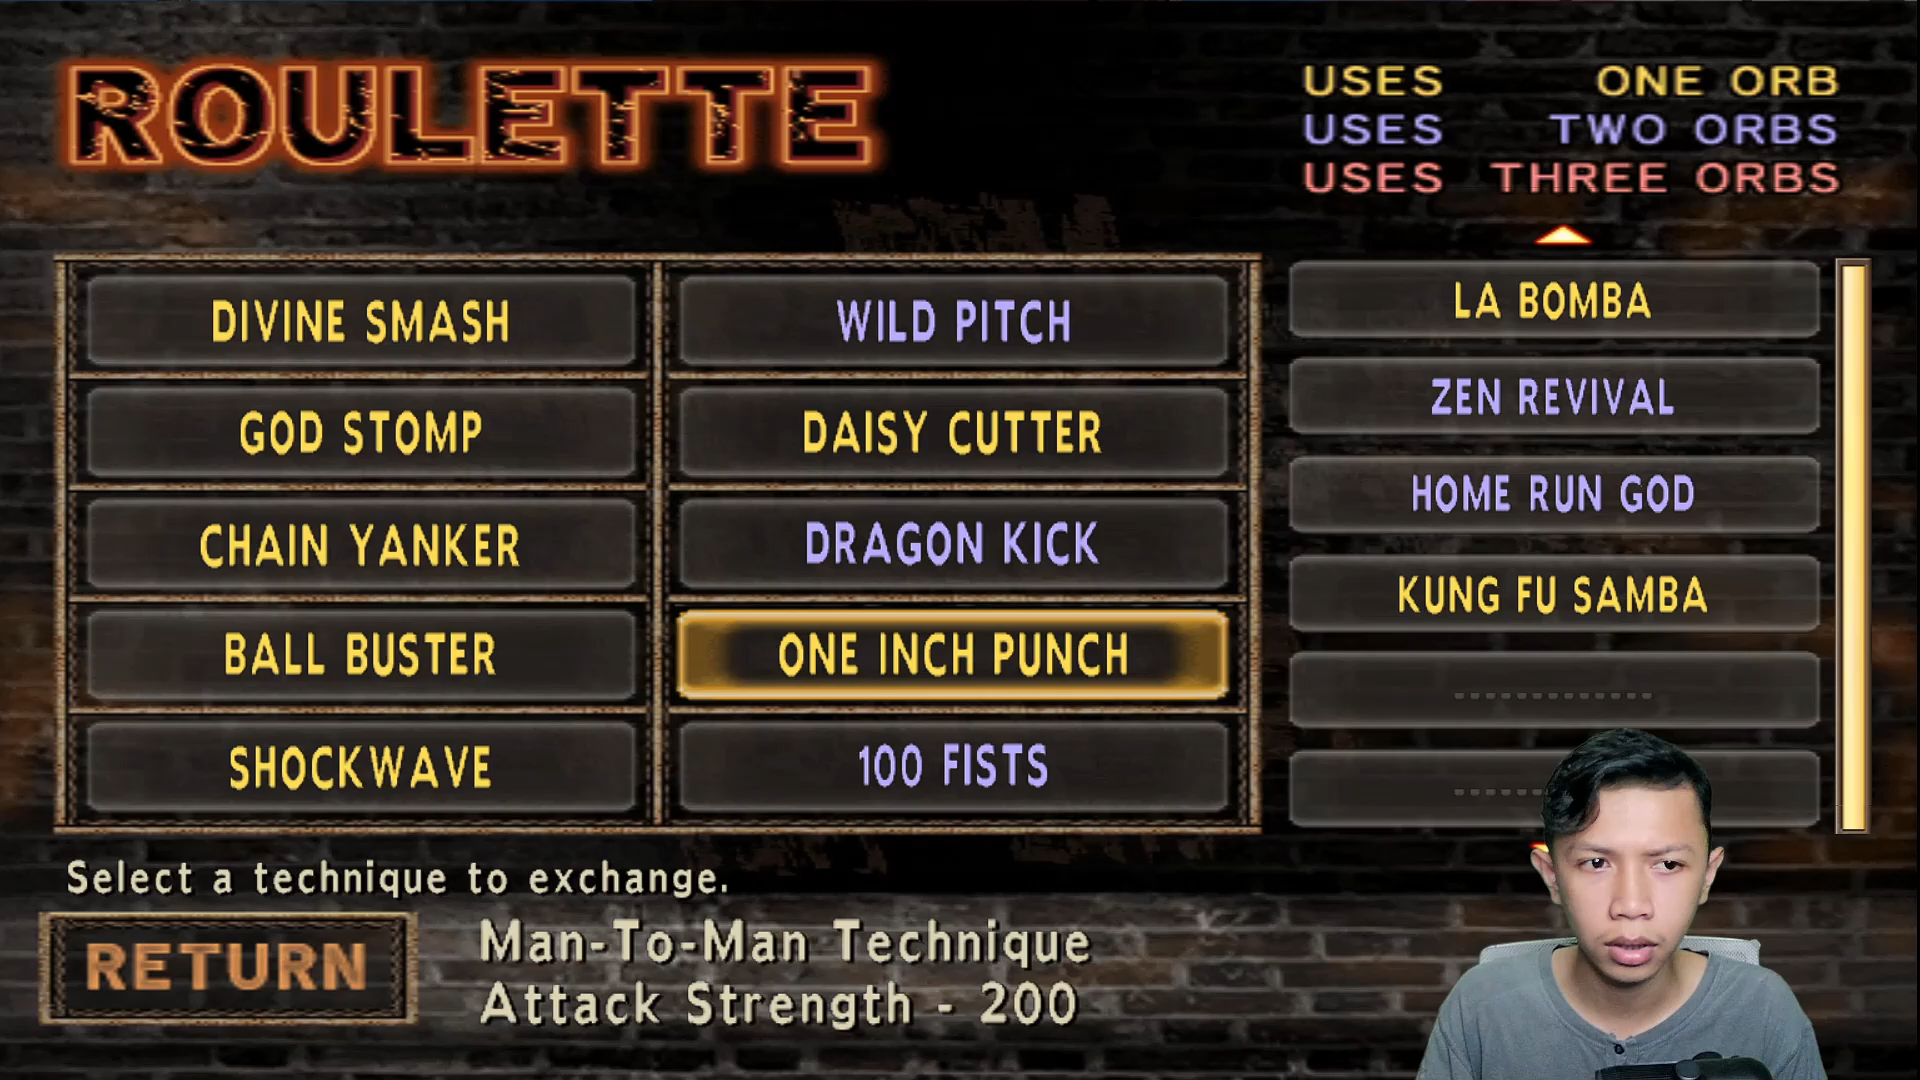 ROULETTE
USES ONE ORB
USES TWO ORBS
USES THREE ORBS
DIVINE SMASH
WILD PITCH
GOD STOMP
DAISY CUTTER
CHAIN YANKER
DRAGON KICK
BALL BUSTER
ONE INCH PUNCH
SHOCKWAVE
100 FISTS
LA BOMBA
ZEN REVIVAL
HOME RUN GOD
KUNG FU SAMBA
Select a technique to exchange.
RETURN
Man-To-Man Technique
Attack Strength - 200